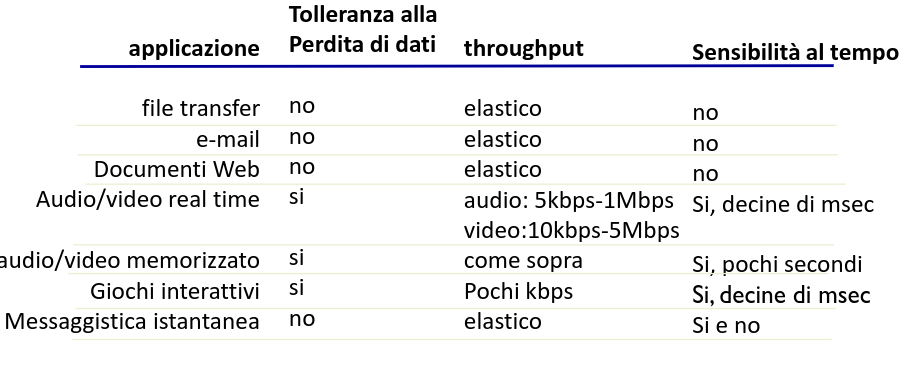 applicazione Tolleranza alla Perdita di dati throughput Sensibilità al tempo
file transfer no elastico no
e-mail no elastico no
Documenti Web no elastico no
Audio/video real time si audio: 5kbps-1Mbps Si, decine di msec
video:10kbps-5Mbps
audio/video memorizzato si come sopra Si, pochi secondi
Giochi interattivi si Pochi kbps Si, decine di msec
Messaggistica istantanea no elastico Si e no